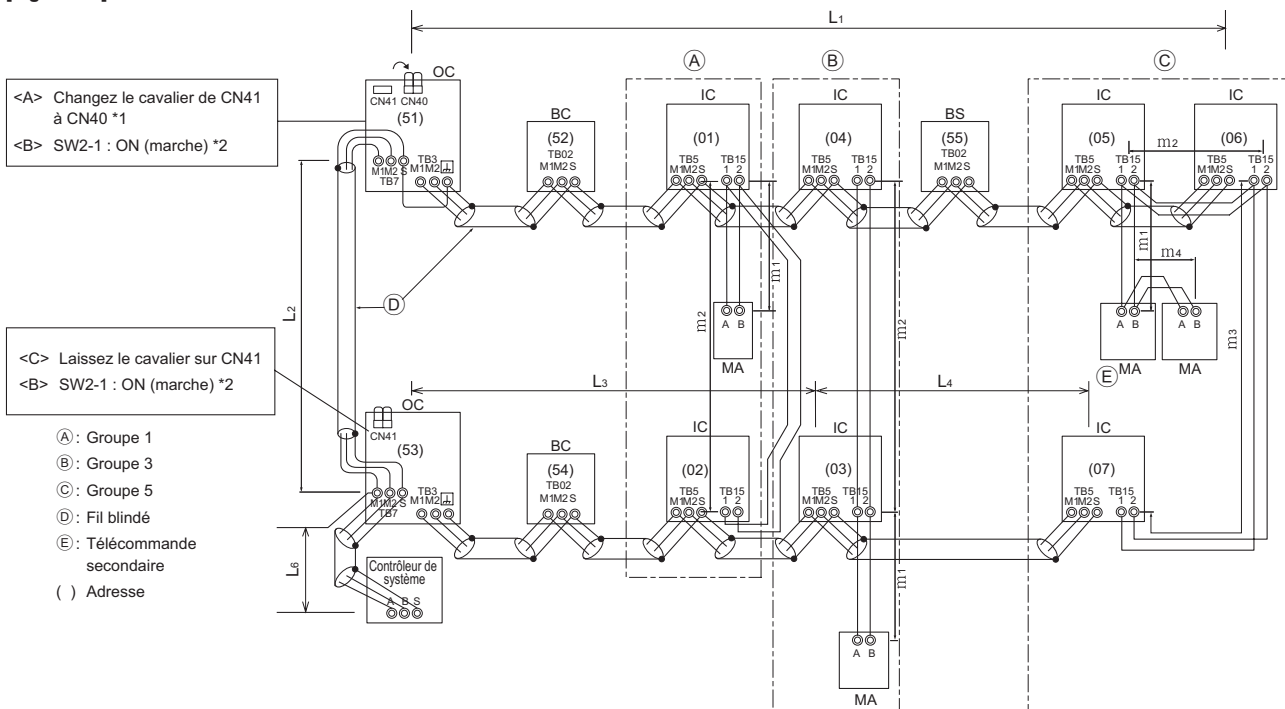 L1
A
B
C
<A> Changez le cavalier de CN41
à CN40 *1
<B> SW2-1 : ON (marche) *2
OC
CN41 CN40
(51)
TB3
M1M2 S
M1M2
TB7
BC
(52)
TB02
M1M2 S
IC
(01)
TB5
M1M2S
TB15
1 2
IC
(04)
TB5
M1M2S
TB15
1 2
BS
(55)
TB02
M1M2 S
IC
(05)
TB5
M1M2S
TB15
1 2
IC
(06)
TB5
M1M2S
TB15
1 2
m2
m1
m4
m3
m2
m1
A B
MA
m2
A B
MA
A B
MA
E
L2
D
L3
L4
<C> Laissez le cavalier sur CN41
<B> SW2-1 : ON (marche) *2
OC
CN41
(53)
TB3
M1M2 S
M1M2
TB7
BC
(54)
TB02
M1M2 S
IC
(02)
TB5
M1M2S
TB15
1 2
IC
(03)
TB5
M1M2S
TB15
1 2
IC
(07)
TB5
M1M2S
TB15
1 2
A : Groupe 1
B : Groupe 3
C : Groupe 5
D : Fil blindé
E : Télécommande
secondaire
( ) Adresse
L6
Contrôleur de
système
A B S
m1
A B
MA